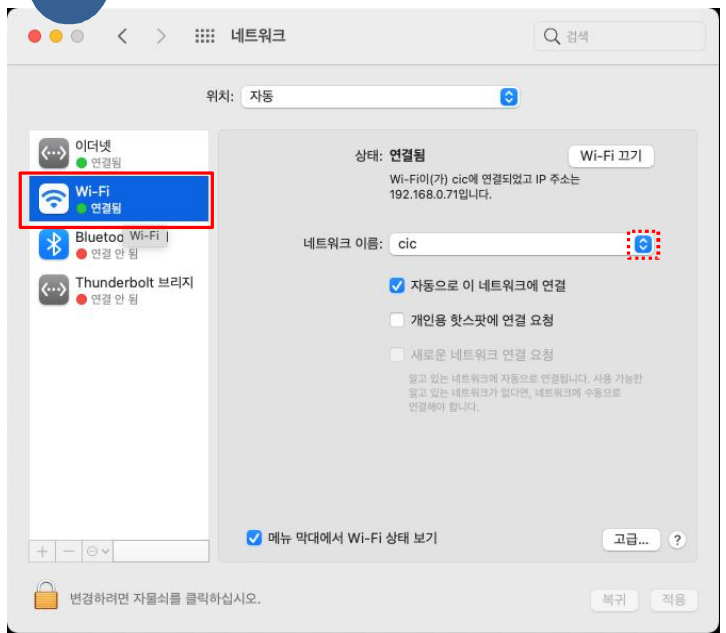 네트워크
검색
위치: 자동
이더넷
연결됨
Wi-Fi
연결됨
Bluetoo
Wi-Fi
연결 안 됨
Thunderbolt 브리지
연결 안 됨
상태: 연결됨
Wi-Fi 끄기
Wi-Fi이(가) cic에 연결되었고 IP 주소는
192.168.0.71입니다.
네트워크 이름: cic
자동으로 이 네트워크에 연결
개인용 핫스팟에 연결 요청
새로운 네트워크 연결 요청
알고 있는 네트워크에 자동으로 연결됩니다. 사용 가능한
알고 있는 네트워크가 없다면, 네트워크에 수동으로
연결해야 합니다.
메뉴 막대에서 Wi-Fi 상태 보기
고급... ?
변경하려면 자물쇠를 클릭하십시오.
복귀 적용